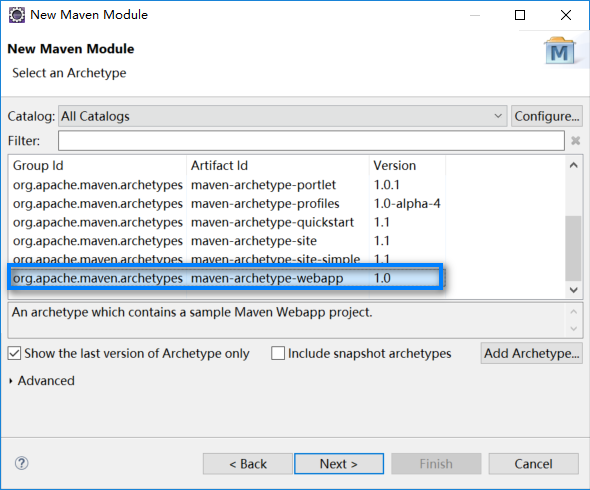 New Maven Module
New Maven Module
Select an Archetype
M
Catalog: All Catalogs Configure...
Filter:
Group Id Artifact Id Version
org.apache.maven.archetypes maven-archetype-portlet 1.0.1
org.apache.maven.archetypes maven-archetype-profiles 1.0-alpha-4
org.apache.maven.archetypes maven-archetype-quickstart 1.1
org.apache.maven.archetypes maven-archetype-site 1.1
org.apache.maven.archetypes maven-archetype-site-simple 1.1
org.apache.maven.archetypes maven-archetype-webapp 1.0
An archetype which contains a sample Maven Webapp project.
Show the last version of Archetype only Include snapshot archetypes Add Archetype...
Advanced
? < Back Next > Finish Cancel